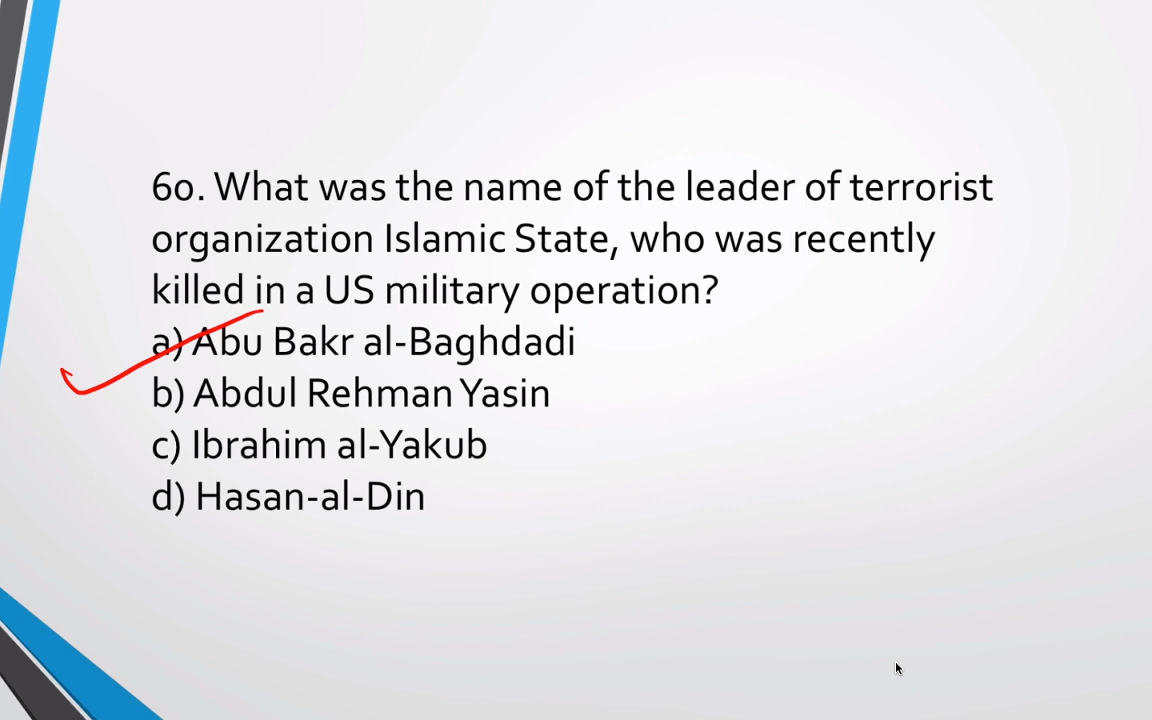 60. What was the name of the leader of terrorist
organization Islamic State, who was recently
killed in a US military operation?
a) Abu Bakr al-Baghdadi
b) Abdul Rehman Yasin
c) Ibrahim al-Yakub
d) Hasan-al-Din